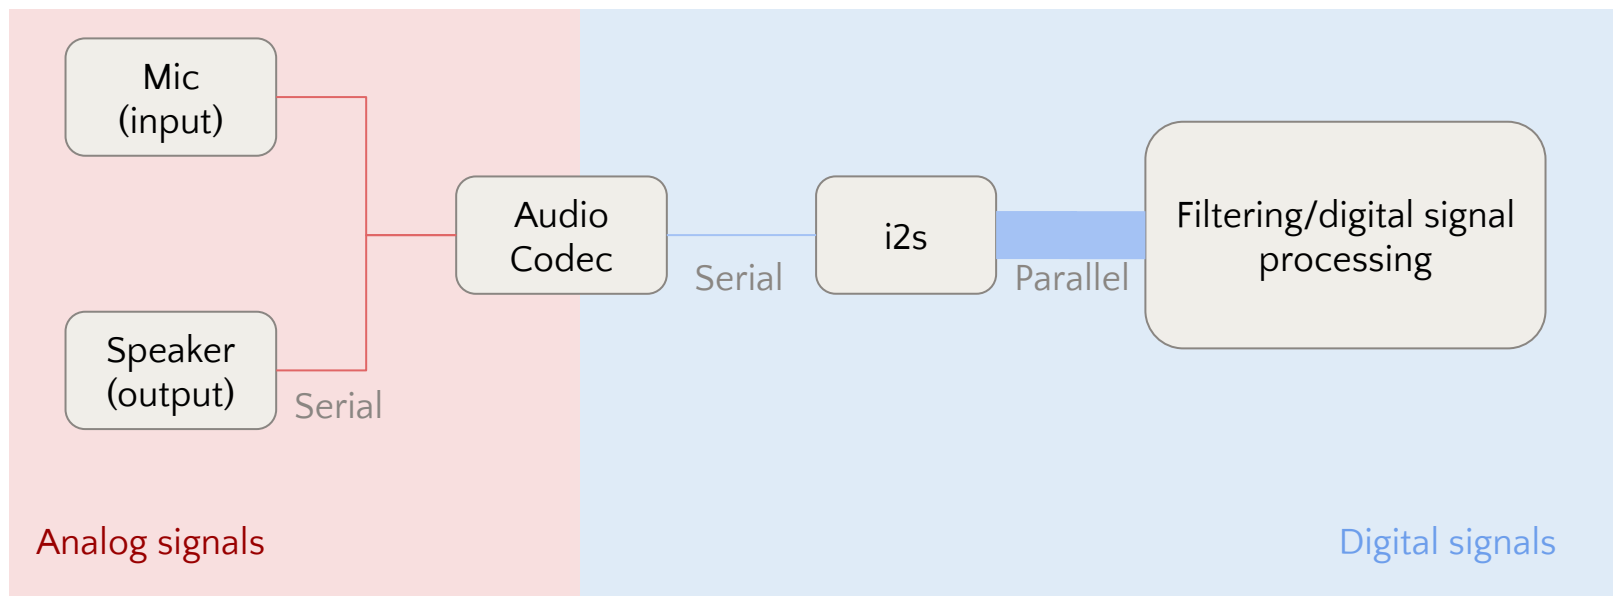 Mic
(input)
Audio
Codec
Serial
i2s
Parallel
Filtering/digital signal
processing
Speaker
(output)
Serial
Analog signals
Digital signals